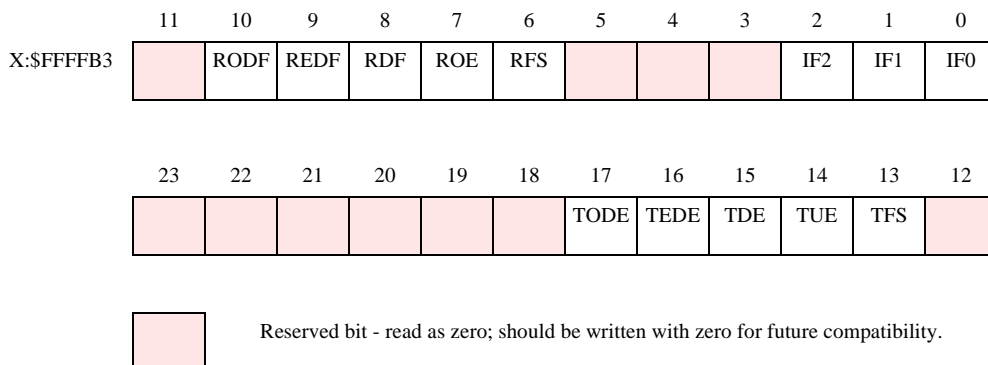 11 10 9 8 7 6 5 4 3 2 1 0
X:$FFFFB3 RODF REDF RDF ROE RFS IF2 IF1 IF0
23 22 21 20 19 18 17 16 15 14 13 12
TODE TEDE TDE TUE TFS
Reserved bit - read as zero; should be written with zero for future compatibility.